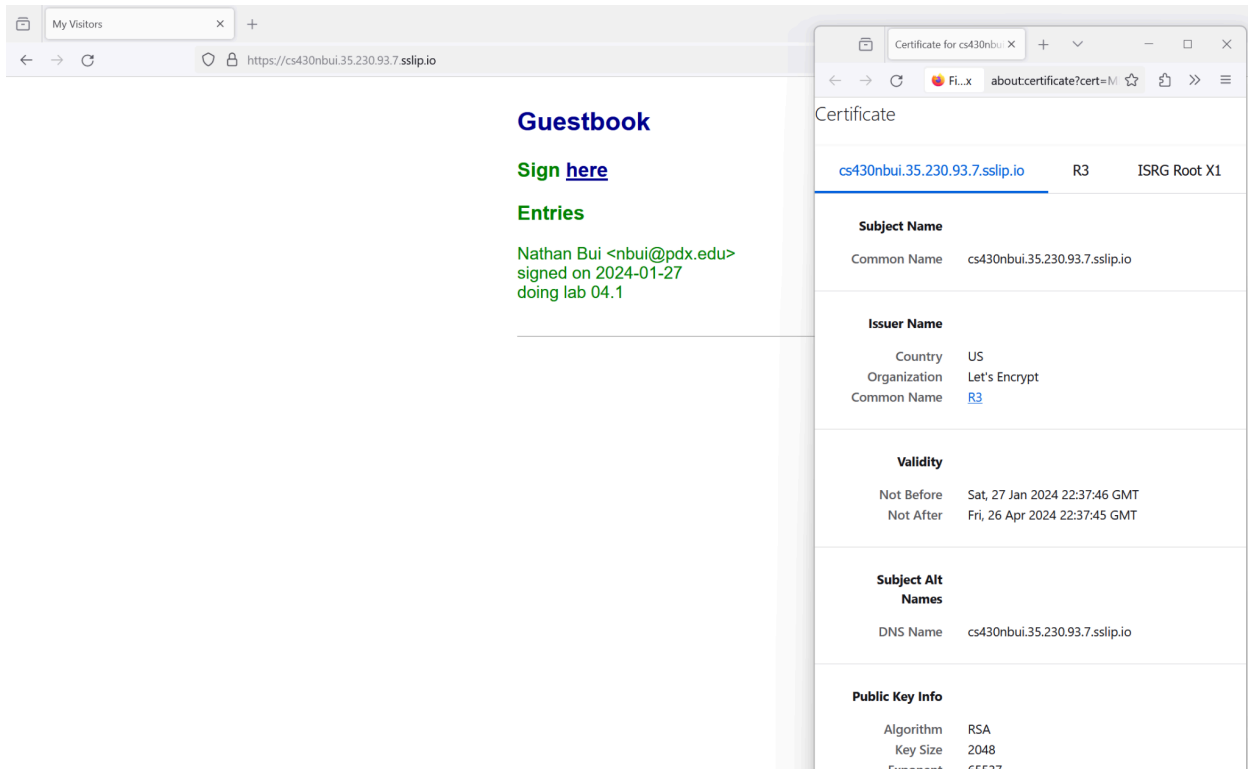 My Visitors
https://cs430nbui.35.230.93.7.sslip.io
Guestbook
Sign here
Entries
Nathan Bui <nbui@pdx.edu>
signed on 2024-01-27
doing lab 04.1
Certificate for cs430nbui
Fi...x about:certificate?cert=M
Certificate
cs430nbui.35.230.93.7.sslip.io R3 ISRG Root X1
Subject Name
Common Name cs430nbui.35.230.93.7.sslip.io
Issuer Name
Country US
Organization Let's Encrypt
Common Name R3
Validity
Not Before Sat, 27 Jan 2024 22:37:46 GMT
Not After Fri, 26 Apr 2024 22:37:45 GMT
Subject Alt
Names
DNS Name cs430nbui.35.230.93.7.sslip.io
Public Key Info
Algorithm RSA
Key Size 2048
Exponent 65537